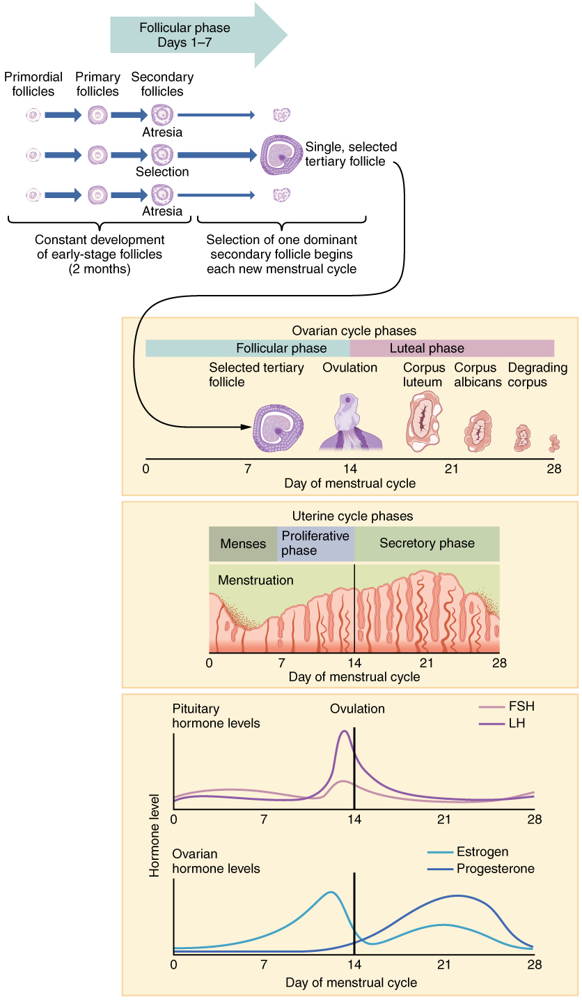 Follicular phase
Days 1–7
Primordial
follicles
Primary
follicles
Secondary
follicles
Atresia
Selection
Atresia
Single, selected
tertiary follicle
Constant development
of early-stage follicles
(2 months)
Selection of one dominant
secondary follicle begins
each new menstrual cycle
Ovarian cycle phases
Follicular phase
Luteal phase
Selected tertiary
follicle
Ovulation
Corpus
luteum
Corpus
albicans
Degrading
corpus
0 7 14 21 28
Day of menstrual cycle
Uterine cycle phases
Menses
Proliferative
phase
Secretory phase
Menstruation
0 7 14 21 28
Day of menstrual cycle
Pituitary
hormone levels
Ovulation
FSH
LH
0 7 14 21 28
Hormone level
Ovarian
hormone levels
Estrogen
Progesterone
0 7 14 21 28
Day of menstrual cycle